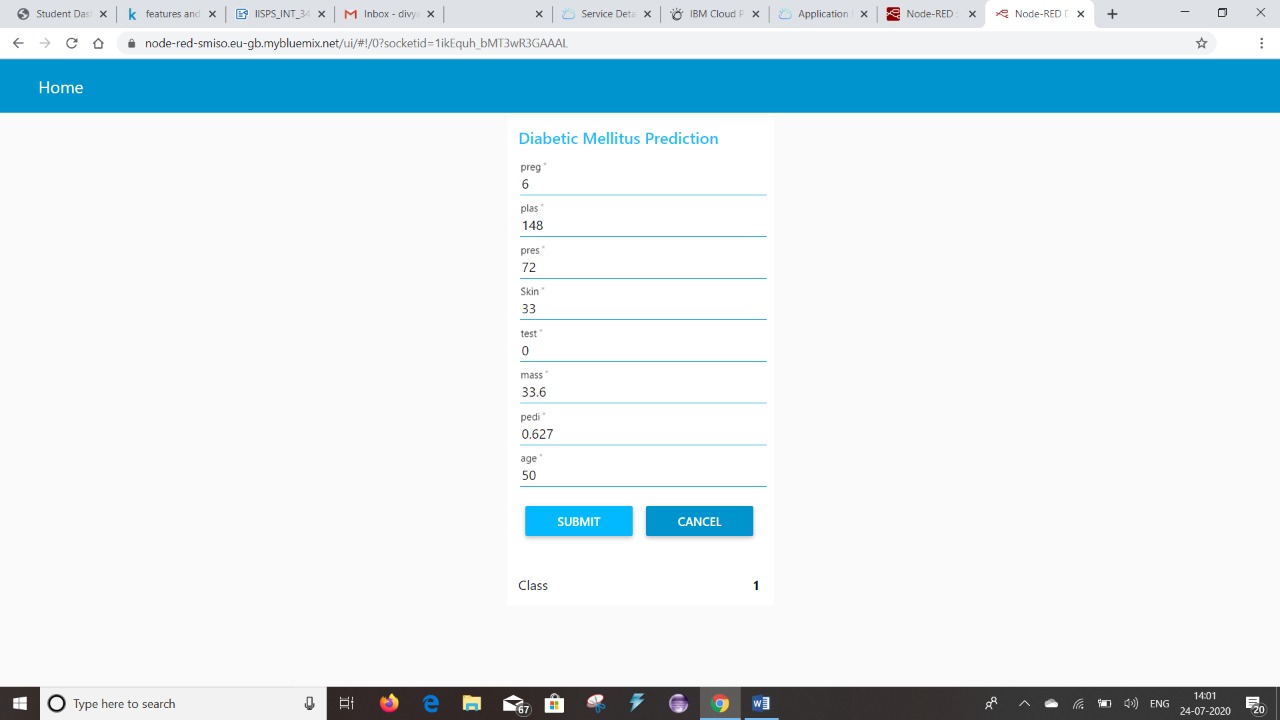 Student Das
features and
IISPS_INT_34
Inbox - divya
Service Deta
IBM Cloud P
Application
Node-RED :
Node-RED D
node-red-smiso.eu-gb.mybluemix.net/ui/#!/0?socketid=1ikEquh_bMT3wR3GAAAL
Home
Diabetic Mellitus Prediction
preg *
6
plas *
148
pres *
72
Skin *
33
test *
0
mass *
33.6
pedi *
0.627
age *
50
SUBMIT CANCEL
Class 1
Type here to search
67
ENG
14:01
24-07-2020
20